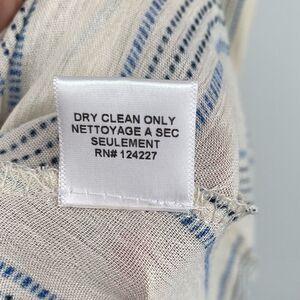 DRY CLEAN ONLY
NETTOYAGE A SEC
SEULEMENT
RN# 124227